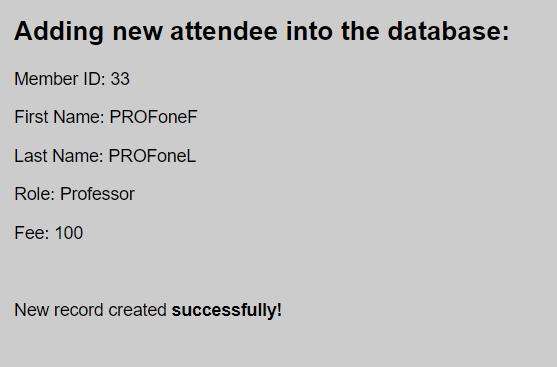 Adding new attendee into the database:
Member ID: 33
First Name: PROFoneF
Last Name: PROFoneL
Role: Professor
Fee: 100
New record created successfully!